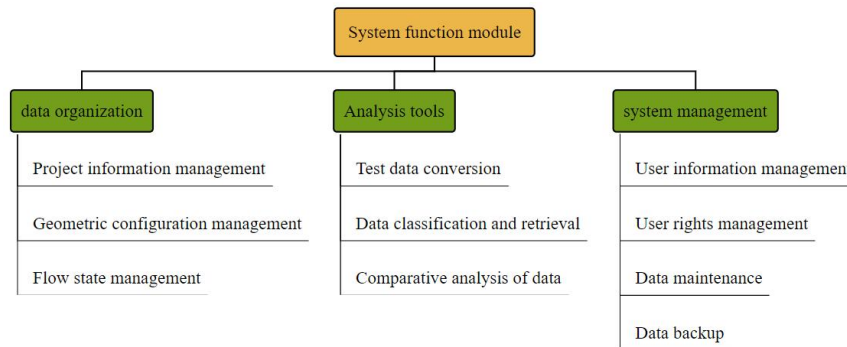 System function module
data organization
Analysis tools
system management
Project information management
Test data conversion
User information management
Geometric configuration management
Data classification and retrieval
User rights management
Flow state management
Comparative analysis of data
Data maintenance
Data backup